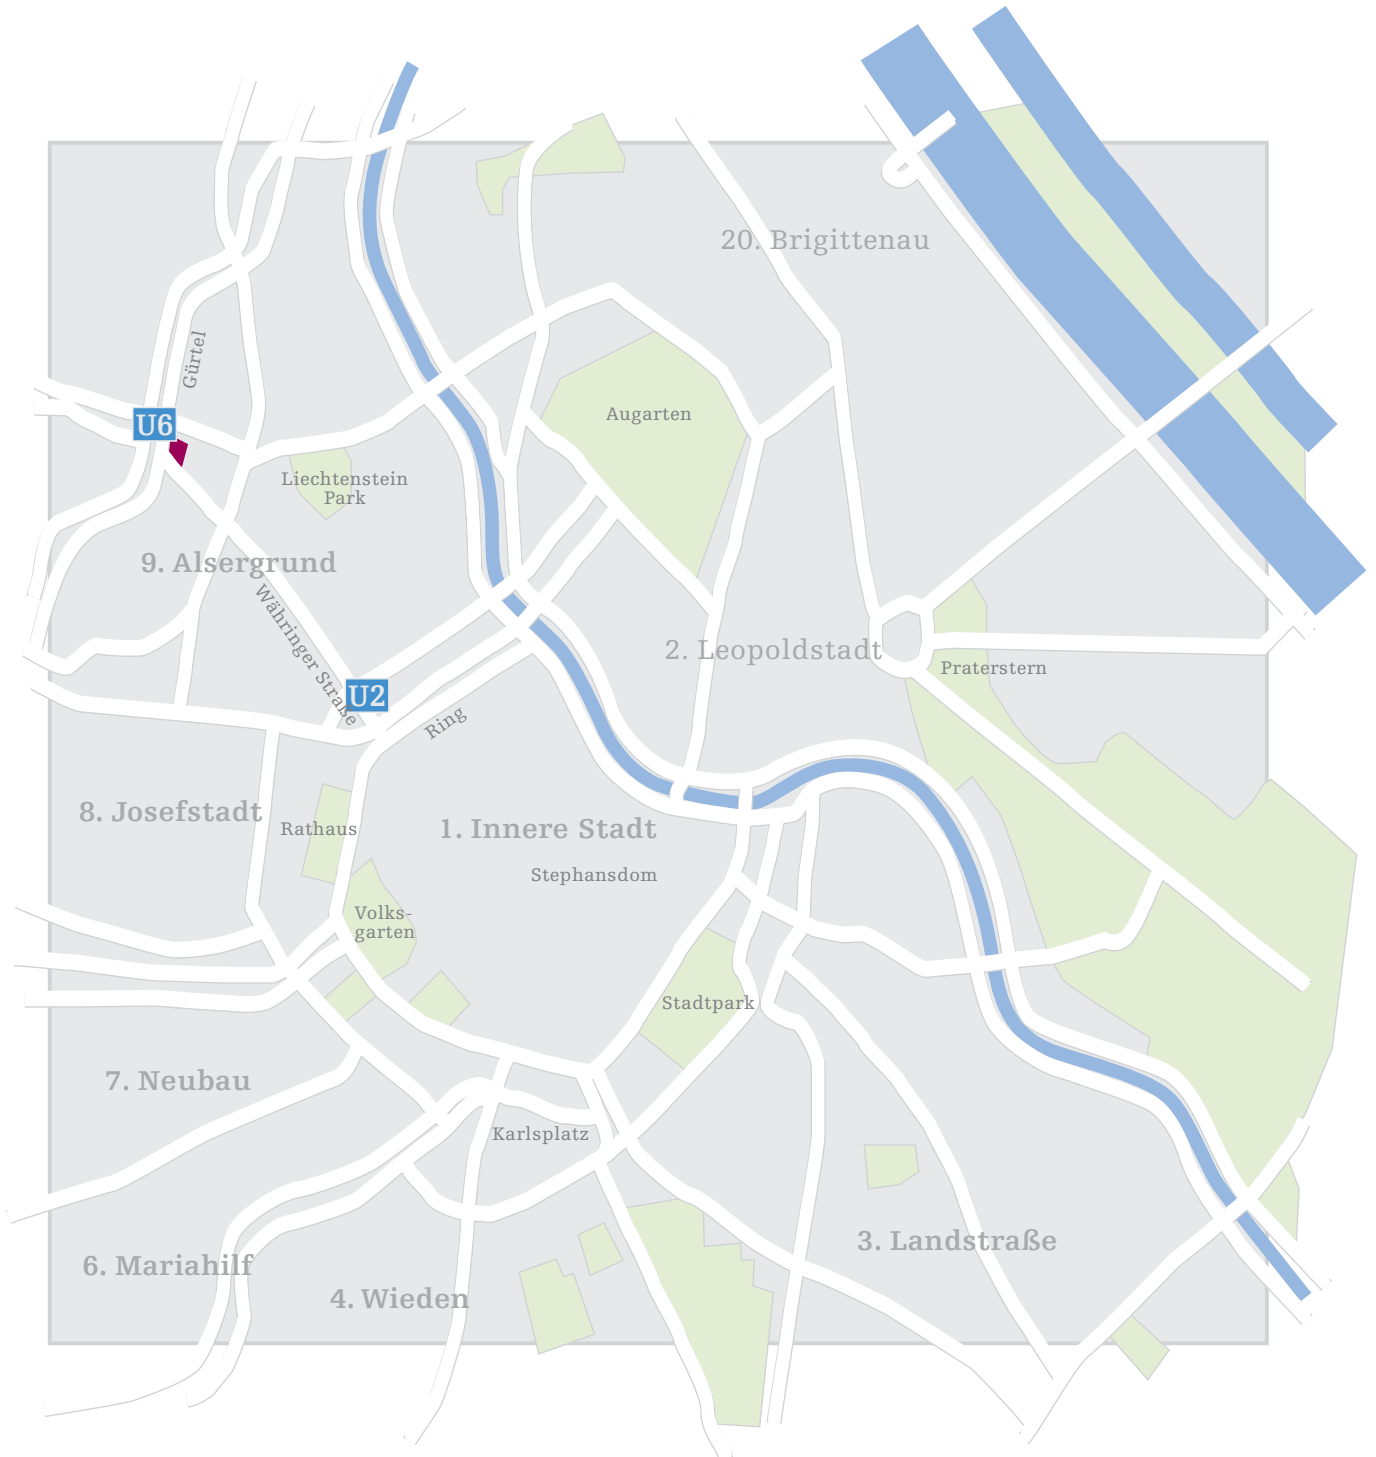 20. Brigittenau
Gürtel
Augarten
U6
Liechtenstein
Park
9. Alsergrund
Währinger Straße
2. Leopoldstadt
Praterstern
U2
Ring
8. Josefstadt
Rathaus
1. Innere Stadt
Stephansdom
Volks-
garten
Stadtpark
7. Neubau
Karlsplatz
3. Landstraße
6. Mariahilf
4. Wieden